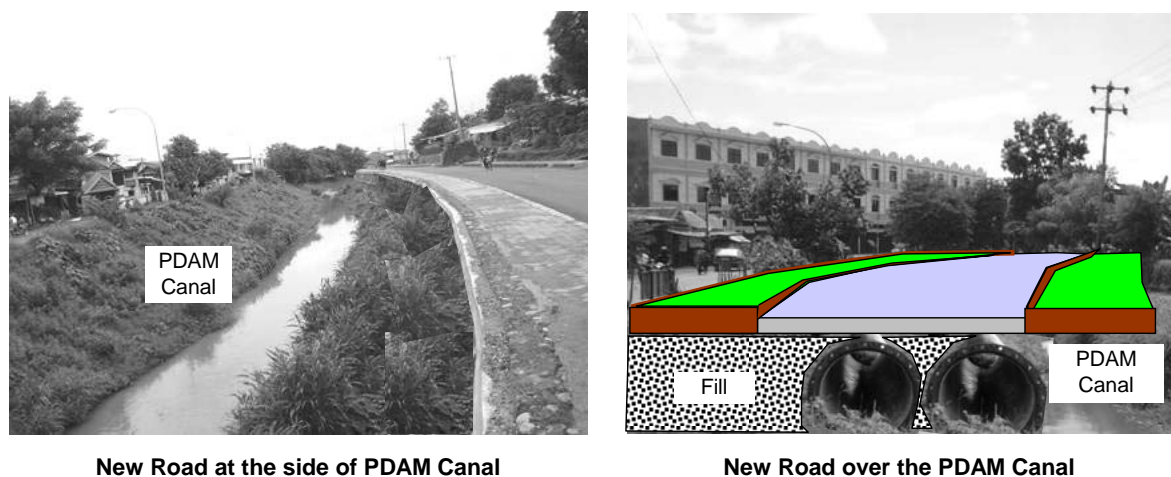 PDAM
Canal
Fill
PDAM
Canal
New Road at the side of PDAM Canal
New Road over the PDAM Canal